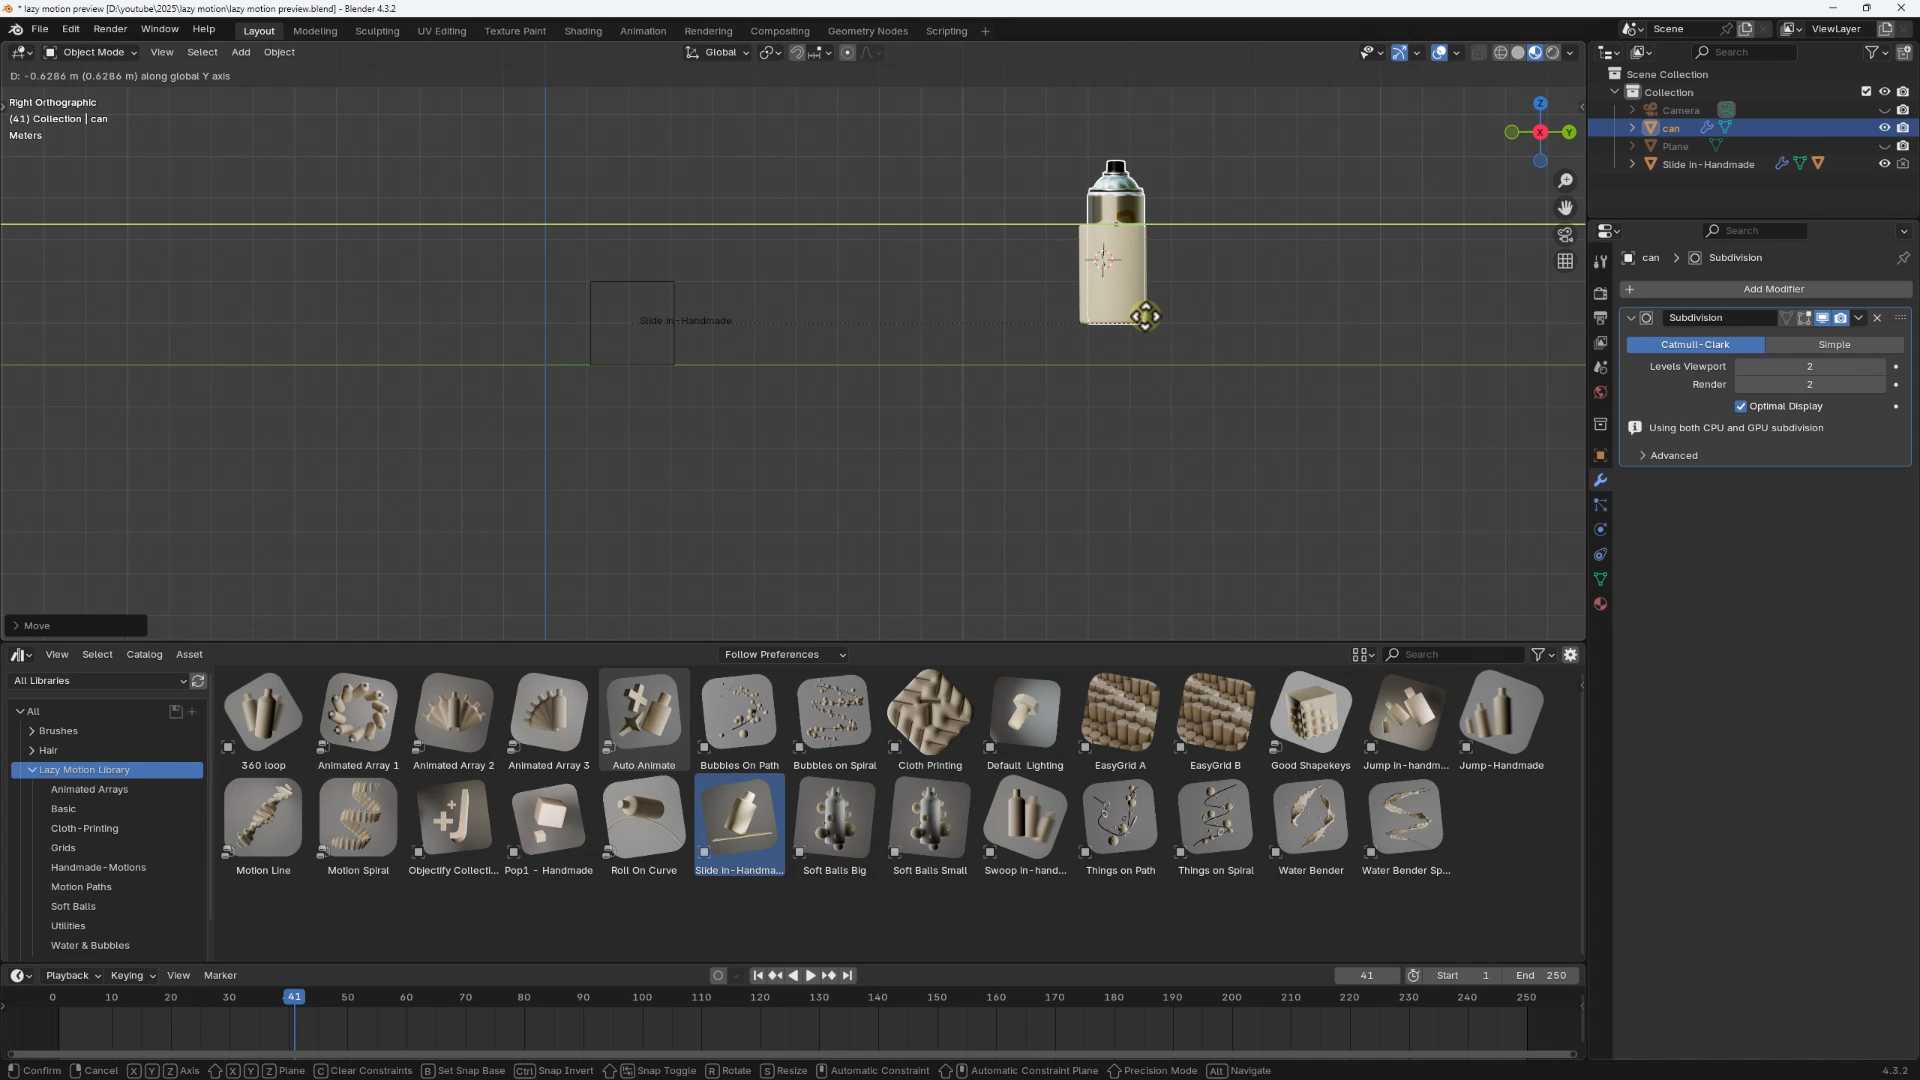 * lazy motion preview [D:\youtube\2025\lazy motion\lazy motion preview.blend] - Blender 4.3.2
File Edit Render Window Help Layout Modeling Sculpting UV Editing Texture Paint Shading Animation Rendering Compositing Geometry Nodes Scripting + Scene ViewLayer
Object Mode View Select Add Object Global Search
D: -0.6286 m (0.6286 m) along global Y axis
Scene Collection
Right Orthographic
Collection
(41) Collection | can
Z
Camera
Meters
X Y
can
Plane
Slide in-Handmade
Search
can > Subdivision
+ Add Modifier
Slide in-Handmade
Subdivision
Catmull-Clark Simple
Levels Viewport 2
Render 2
Optimal Display
Using both CPU and GPU subdivision
Advanced
> Move
View Select Catalog Asset Follow Preferences Search
All Libraries
All
Brushes
Hair
Lazy Motion Library
Animated Arrays
Basic
Cloth-Printing
Grids
Handmade-Motions
Motion Paths
Soft Balls
Utilities
Water & Bubbles
360 loop Animated Array 1 Animated Array 2 Animated Array 3 Auto Animate Bubbles On Path Bubbles on Spiral Cloth Printing Default Lighting EasyGrid A EasyGrid B Good Shapekeys Jump in-handm... Jump-Handmade
Motion Line Motion Spiral Objectify Collecti... Pop1 - Handmade Roll On Curve Slide in-Handma... Soft Balls Big Soft Balls Small Swoop in-hand... Things on Path Things on Spiral Water Bender Water Bender Sp...
Playback Keying View Marker 41 Start 1 End 250
0 10 20 30 41 50 60 70 80 90 100 110 120 130 140 150 160 170 180 190 200 210 220 230 240 250
Confirm Cancel X Y Z Axis X Y Z Plane C Clear Constraints B Set Snap Base Ctrl Snap Invert Snap Toggle R Rotate S Resize Automatic Constraint Automatic Constraint Plane Precision Mode Alt Navigate 4.3.2